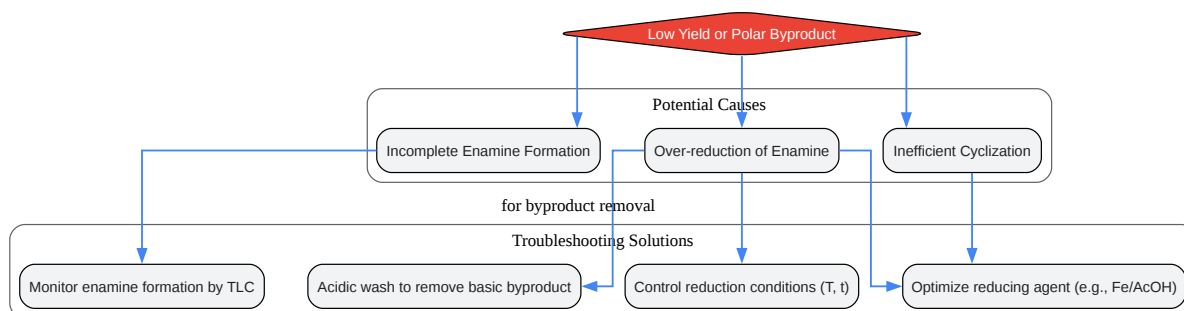 Low Yield or Polar Byproduct
Potential Causes
Incomplete Enamine Formation
Over-reduction of Enamine
Inefficient Cyclization
for byproduct removal
Troubleshooting Solutions
Monitor enamine formation by TLC
Acidic wash to remove basic byproduct
Control reduction conditions (T, t)
Optimize reducing agent (e.g., Fe/AcOH)